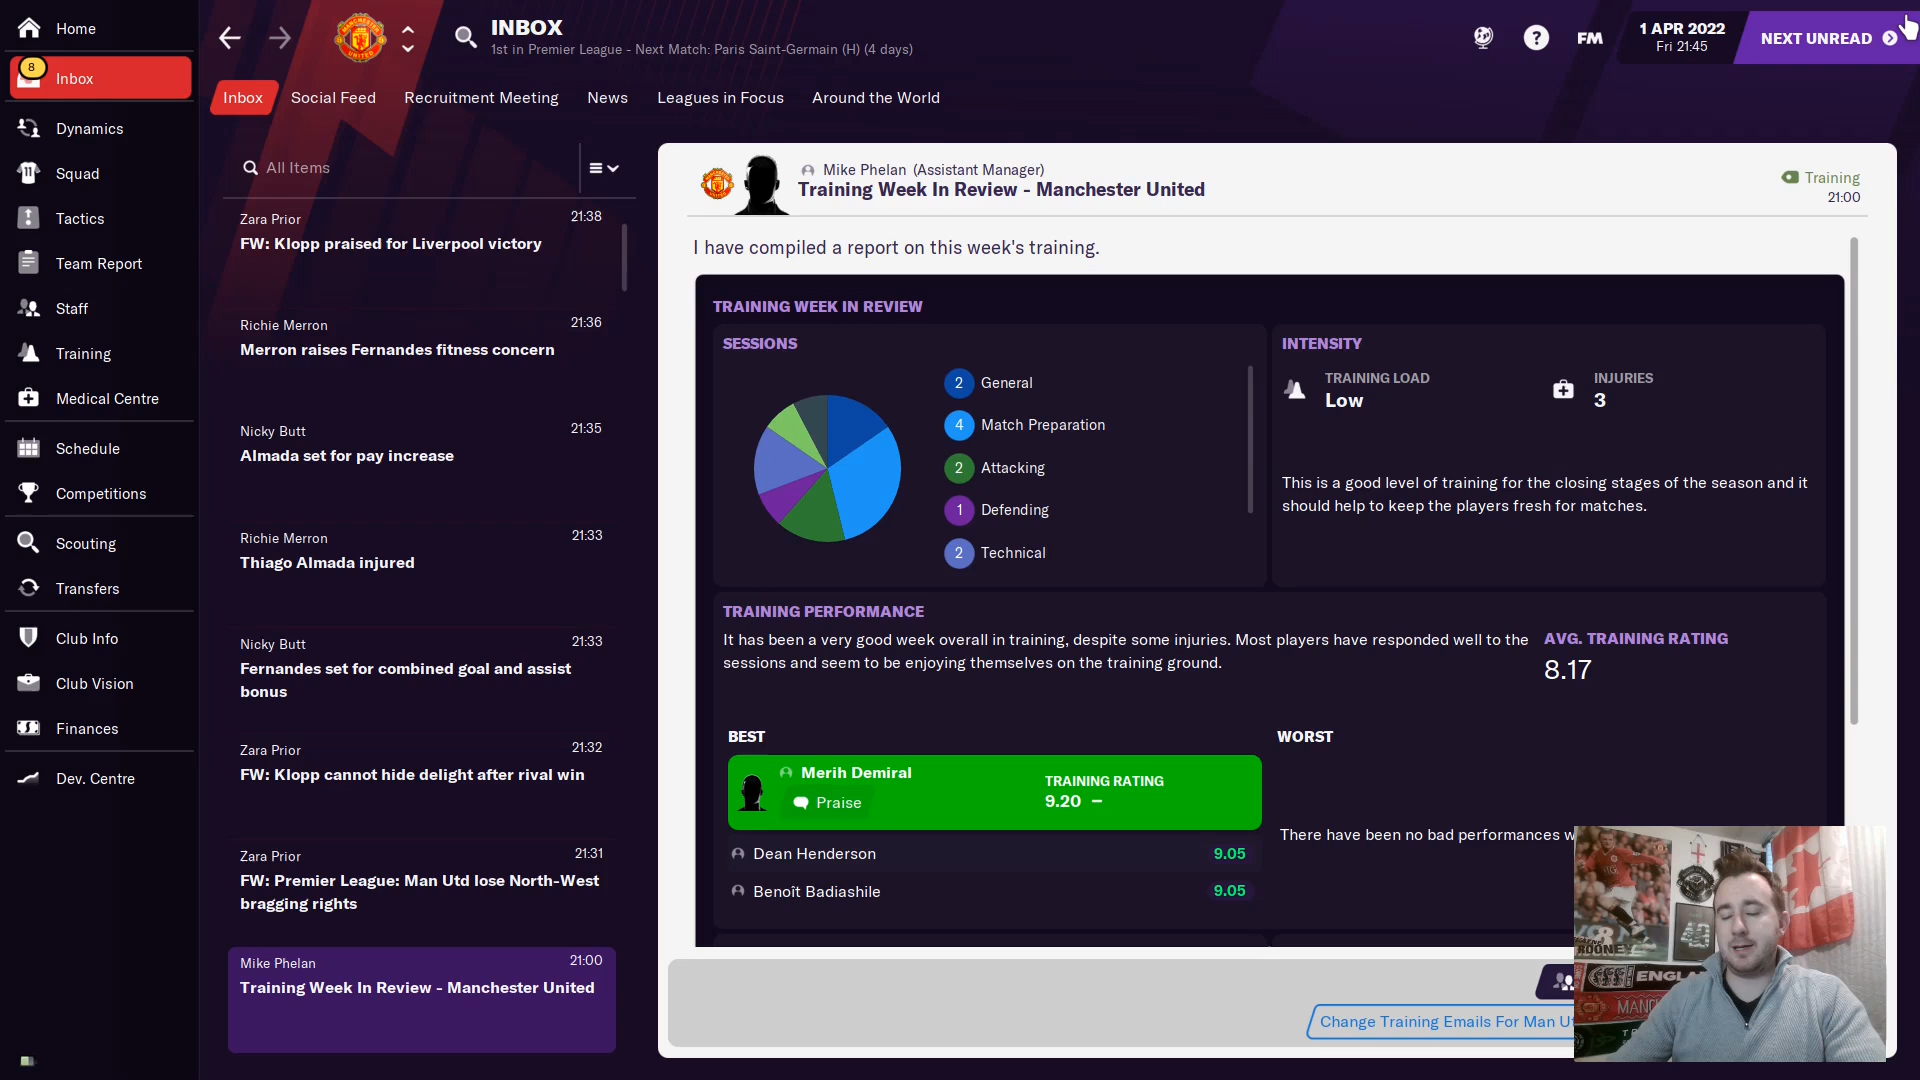 Home
8
Inbox
Dynamics
Squad
Tactics
Team Report
Staff
Training
Medical Centre
Schedule
Competitions
Scouting
Transfers
Club Info
Club Vision
Finances
Dev. Centre
INBOX
1st in Premier League - Next Match: Paris Saint-Germain (H) (4 days)
FM
1 APR 2022
Fri 21:45
NEXT UNREAD
Inbox Social Feed Recruitment Meeting News Leagues in Focus Around the World
All Items
Zara Prior 21:38
FW: Klopp praised for Liverpool victory
Richie Merron 21:36
Merron raises Fernandes fitness concern
Nicky Butt 21:35
Almada set for pay increase
Richie Merron 21:33
Thiago Almada injured
Nicky Butt 21:33
Fernandes set for combined goal and assist
bonus
Zara Prior 21:32
FW: Klopp cannot hide delight after rival win
Zara Prior 21:31
FW: Premier League: Man Utd lose North-West
bragging rights
Mike Phelan 21:00
Training Week In Review - Manchester United
Mike Phelan (Assistant Manager)
Training Week In Review - Manchester United
Training
21:00
I have compiled a report on this week's training.
TRAINING WEEK IN REVIEW
SESSIONS
2 General
4 Match Preparation
2 Attacking
1 Defending
2 Technical
INTENSITY
TRAINING LOAD
Low
INJURIES
3
This is a good level of training for the closing stages of the season and it
should help to keep the players fresh for matches.
TRAINING PERFORMANCE
It has been a very good week overall in training, despite some injuries. Most players have responded well to the
sessions and seem to be enjoying themselves on the training ground.
AVG. TRAINING RATING
8.17
BEST
Merih Demiral
Praise
TRAINING RATING
9.20 –
Dean Henderson 9.05
Benoît Badiashile 9.05
WORST
There have been no bad performances w
Change Training Emails For Man Ut
ROONEY
ENGLA
MANC